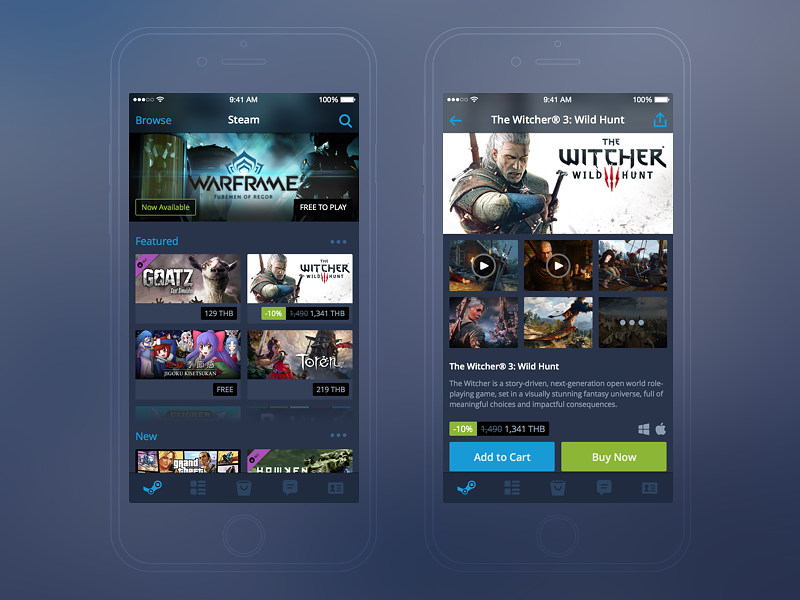 9:41 AM
100%
Browse
Steam
WARFRAME
TUBEMEN OF REGOR
Now Available
FREE TO PLAY
Featured
GOATZ
THE
WITCHER
WILD HUNT
129 THB
-10% 1,490 1,341 THB
JIGOKU KISETSUKAN
Torén
FREE
219 THB
New
grand
theft
HAWKEN
9:41 AM
100%
The Witcher® 3: Wild Hunt
THE
WITCHER
WILD HUNT
The Witcher® 3: Wild Hunt
The Witcher is a story-driven, next-generation open world role-
playing game, set in a visually stunning fantasy universe, full of
meaningful choices and impactful consequences.
-10% 1,490 1,341 THB
Add to Cart
Buy Now